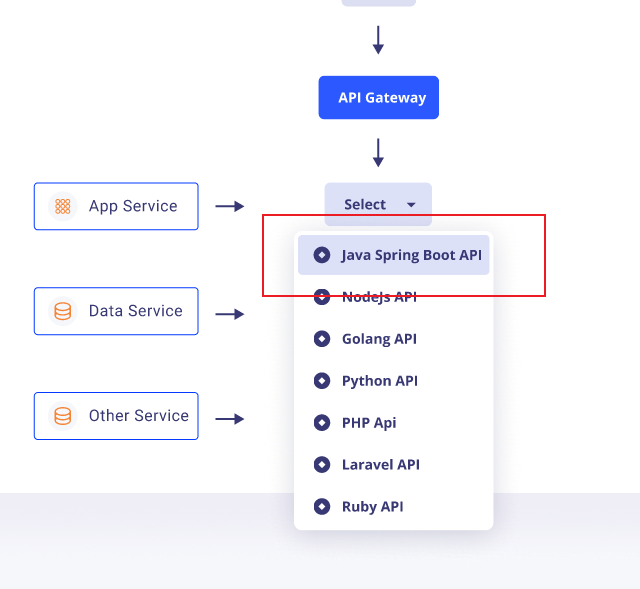 API Gateway
App Service
Select
Java Spring Boot API
NodeJs API
Data Service
Golang API
Python API
Other Service
PHP Api
Laravel API
Ruby API